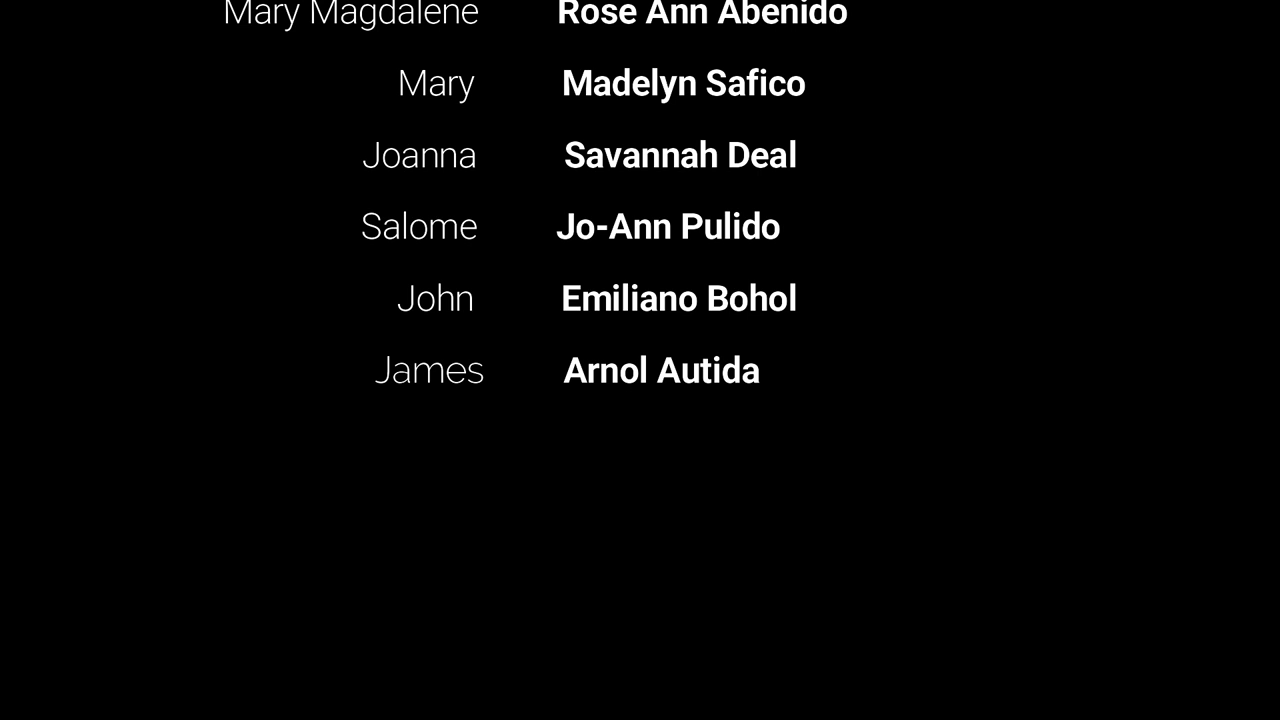 Mary Magdalene Rose Ann Abenido
Mary Madelyn Safico
Joanna Savannah Deal
Salome Jo-Ann Pulido
John Emiliano Bohol
James Arnol Autida